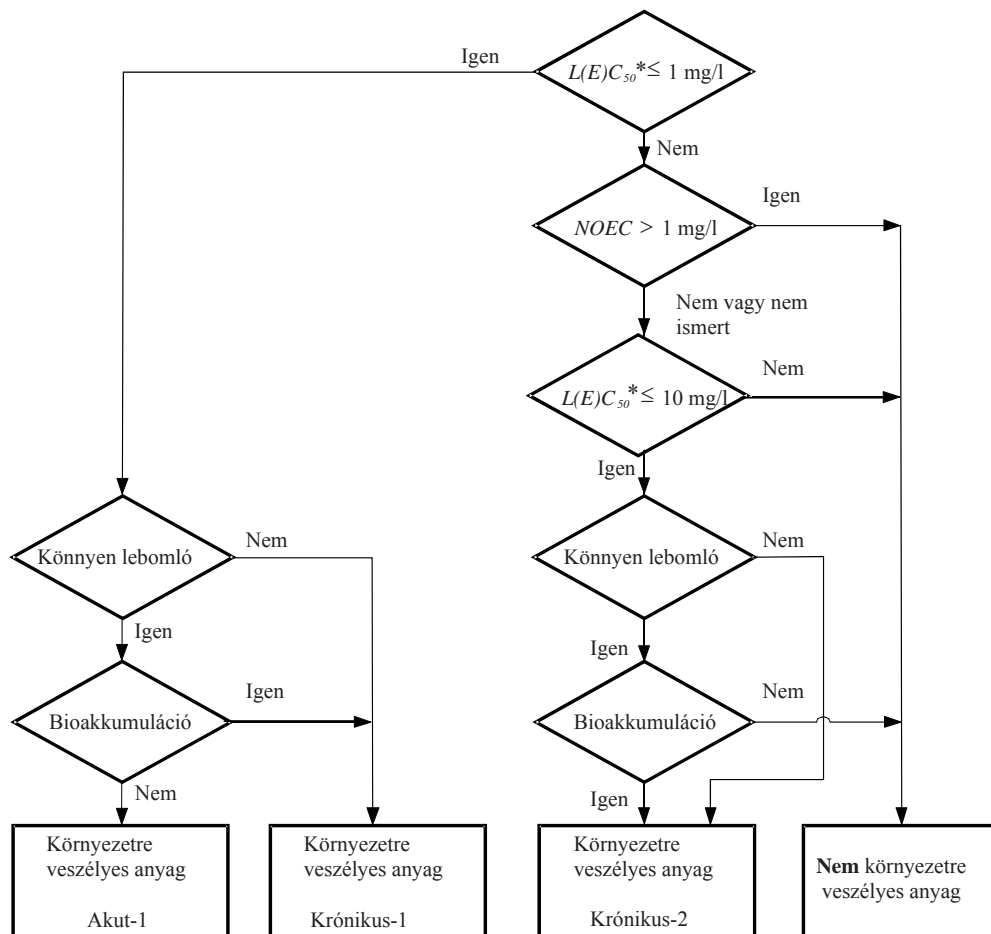 Igen
L(E)C₅₀*≤ 1 mg/l
Nem
Igen
NOEC > 1 mg/l
Nem vagy nem
ismert
Nem
L(E)C₅₀*≤ 10 mg/l
Igen
Könnyen lebomló
Nem
Könnyen lebomló
Nem
Igen
Igen
Bioakkumuláció
Igen
Bioakkumuláció
Nem
Nem
Igen
Környezetre
veszélyes anyag
Akut-1
Környezetre
veszélyes anyag
Krónikus-1
Környezetre
veszélyes anyag
Krónikus-2
Nem környezetre
veszélyes anyag